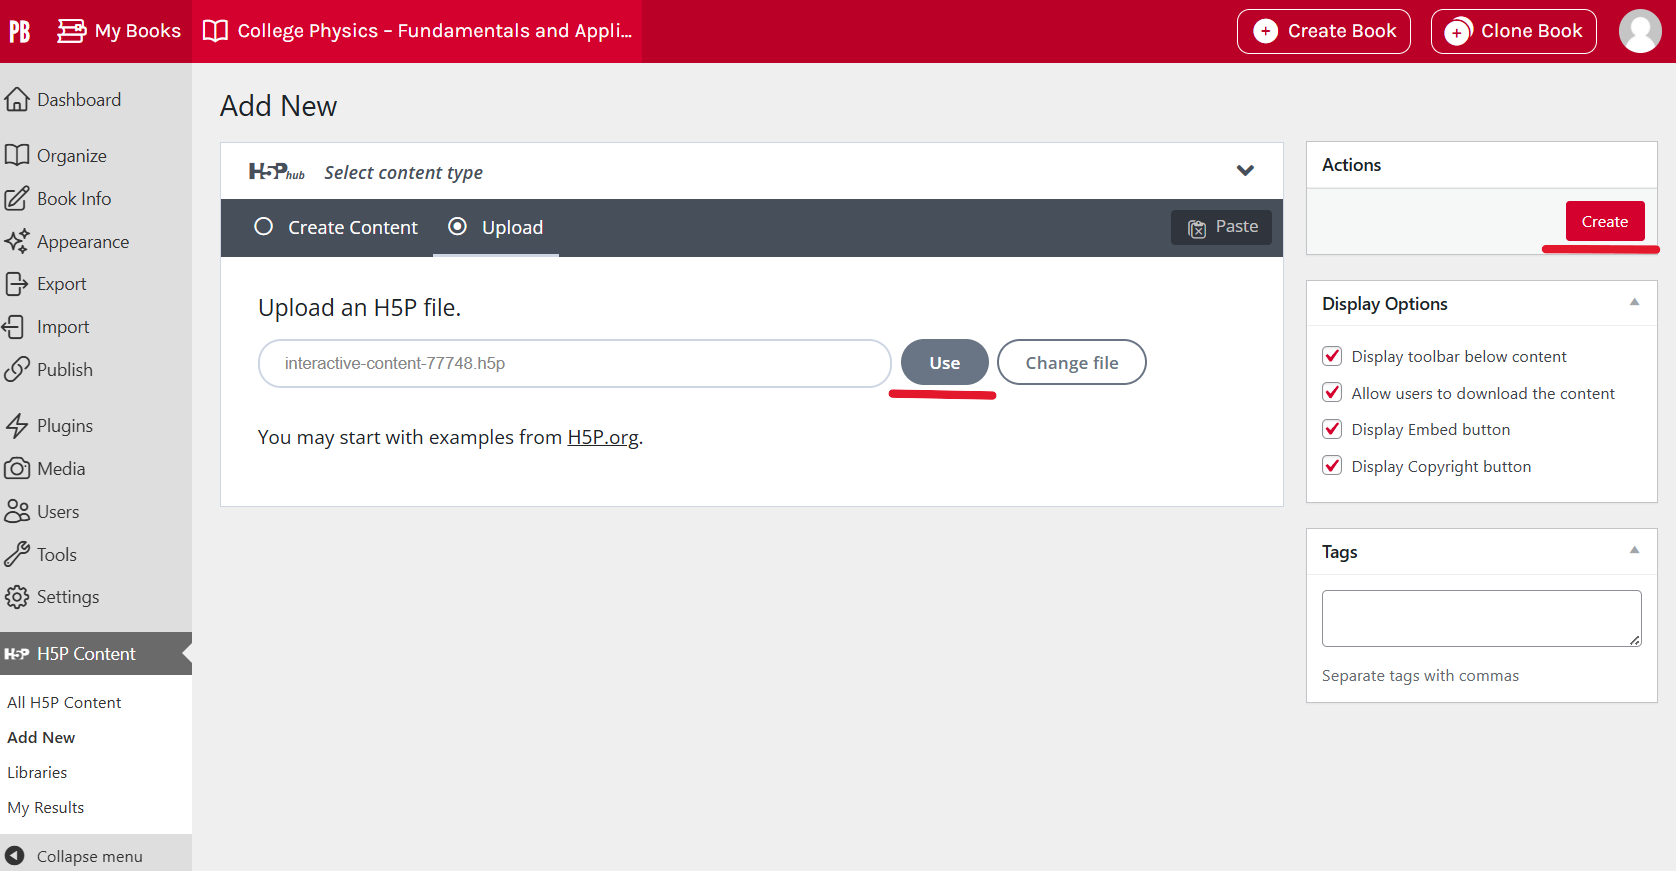 PB My Books College Physics – Fundamentals and Appli... Create Book Clone Book
Dashboard
Organize
Book Info
Appearance
Export
Import
Publish
Plugins
Media
Users
Tools
Settings
H5P H5P Content
All H5P Content
Add New
Libraries
My Results
Collapse menu
Add New
H5P hub Select content type
Create Content Upload Paste
Upload an H5P file.
interactive-content-77748.h5p Use Change file
You may start with examples from H5P.org.
Actions
Create
Display Options
Display toolbar below content
Allow users to download the content
Display Embed button
Display Copyright button
Tags
Separate tags with commas